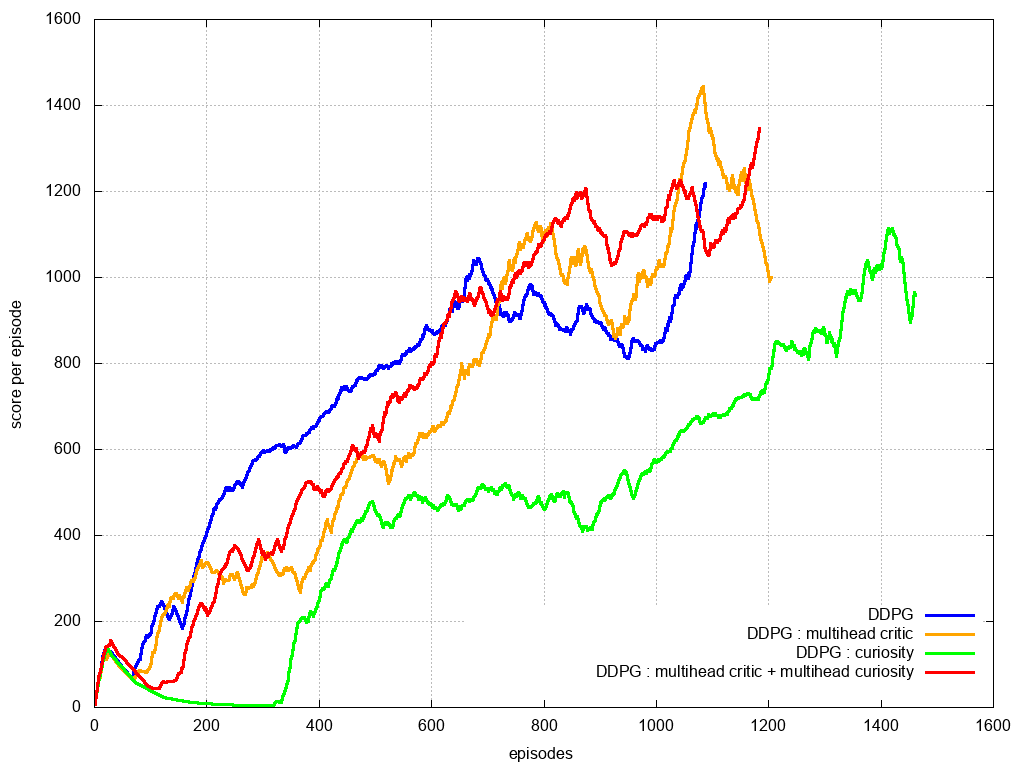 1600
1400
1200
1000
800
600
400
200
0
score per episode
DDPG
DDPG : multihead critic
DDPG : curiosity
DDPG : multihead critic + multihead curiosity
0 200 400 600 800 1000 1200 1400 1600
episodes